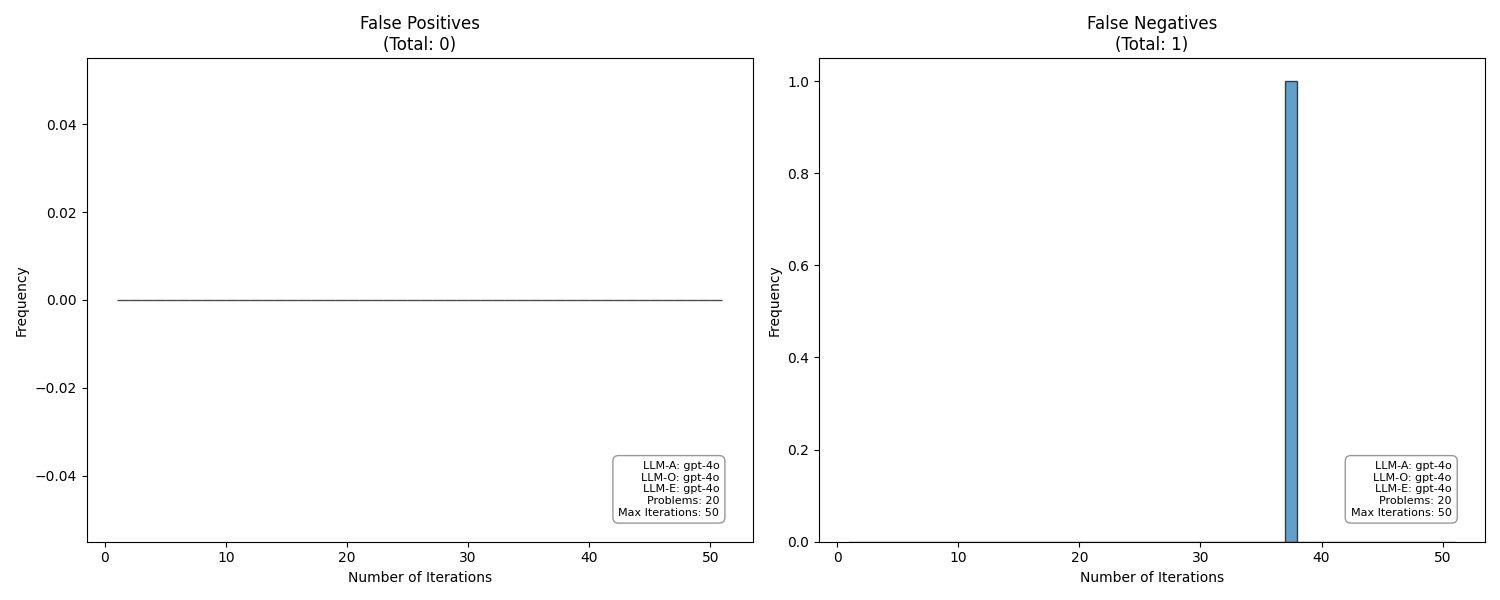 False Positives
(Total: 0)
Frequency
0.04
0.02
0.00
−0.02
−0.04
0
10
20
30
40
50
Number of Iterations
LLM-A: gpt-4o
LLM-O: gpt-4o
LLM-E: gpt-4o
Problems: 20
Max Iterations: 50
False Negatives
(Total: 1)
Frequency
1.0
0.8
0.6
0.4
0.2
0.0
0
10
20
30
40
50
Number of Iterations
LLM-A: gpt-4o
LLM-O: gpt-4o
LLM-E: gpt-4o
Problems: 20
Max Iterations: 50